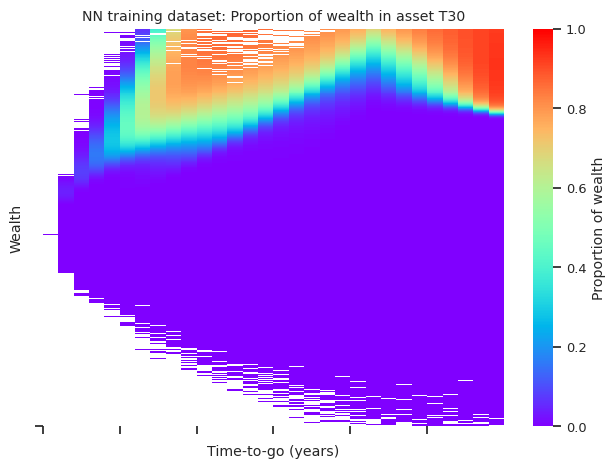 NN training dataset: Proportion of wealth in asset T30
Wealth
Time-to-go (years)
1.0
0.8
0.6
0.4
0.2
0.0
Proportion of wealth